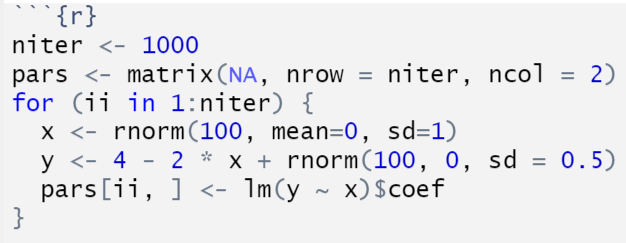 ```{r}
niter <- 1000
pars <- matrix(NA, nrow = niter, ncol = 2)
for (ii in 1:niter) {
  x <- rnorm(100, mean=0, sd=1)
  y <- 4 - 2 * x + rnorm(100, 0, sd = 0.5)
  pars[ii, ] <- lm(y ~ x)$coef
}